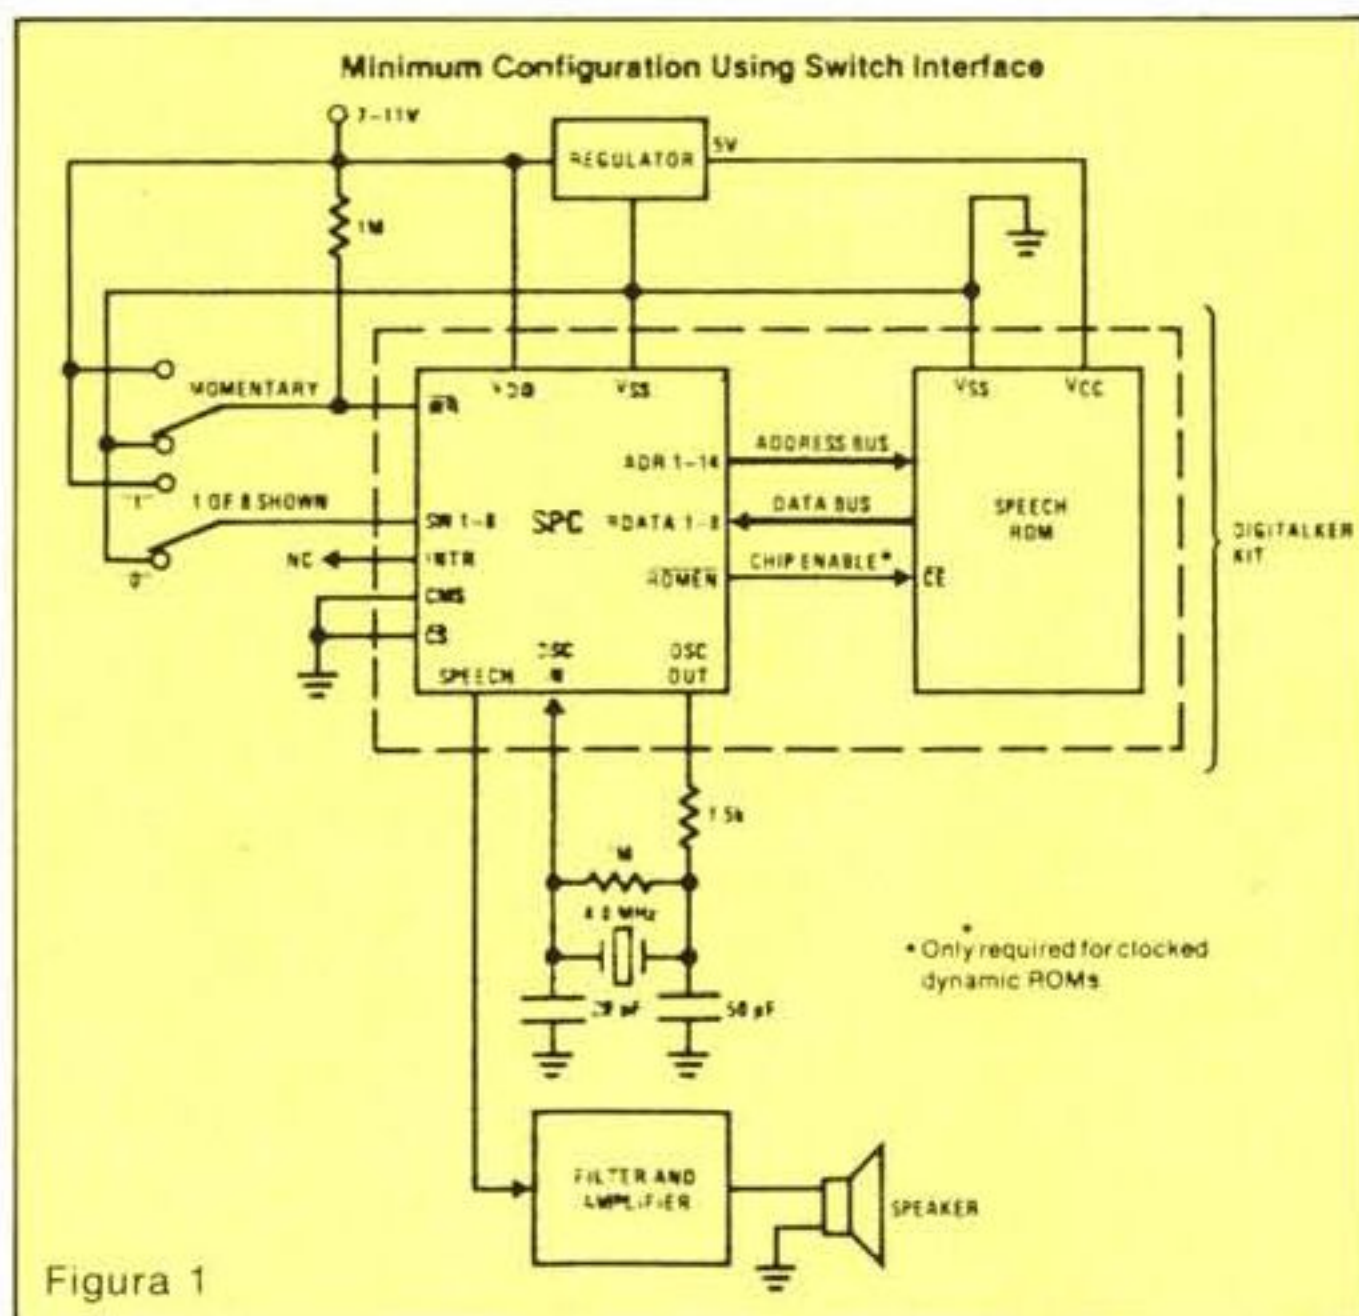 Minimum Configuration Using Switch Interface
7-11V
REGULATOR
5V
1M
MOMENTARY
"1"
1 OF 8 SHOWN
"0"
NC
VDD
VSS
WR
ADR 1-14
SW 1-8
SPC
RDATA 1-8
INTR
ROMEN
CMS
CS
SPEECH
OSC
IN
OSC
OUT
ADDRESS BUS
DATA BUS
CHIP ENABLE*
VSS
VCC
SPEECH
ROM
CE
DIGITALKER
KIT
1.5k
1M
4.0 MHz
50 pF
* Only required for clocked
dynamic ROMs
FILTER AND
AMPLIFIER
SPEAKER
Figura 1